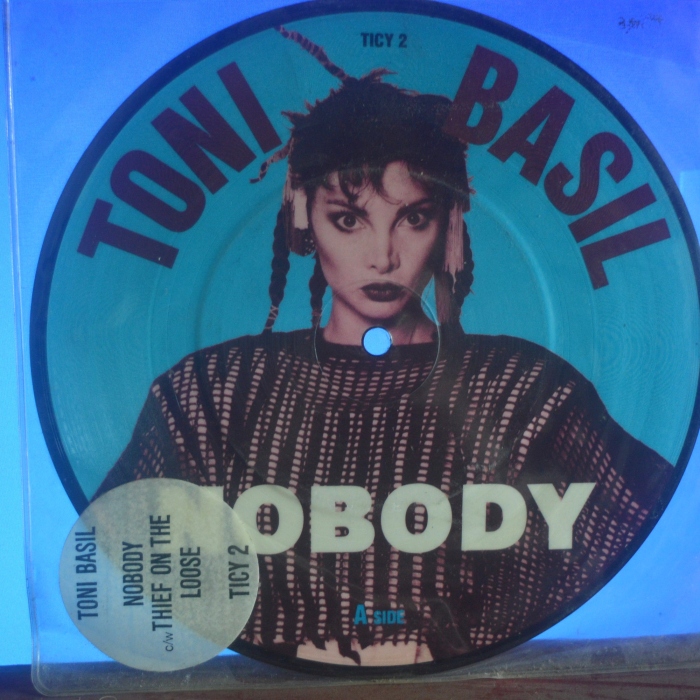 TICY 2
TONI BASIL
NOBODY
A SIDE
TONI BASIL
NOBODY
c/w THIEF ON THE
LOOSE
TICY 2